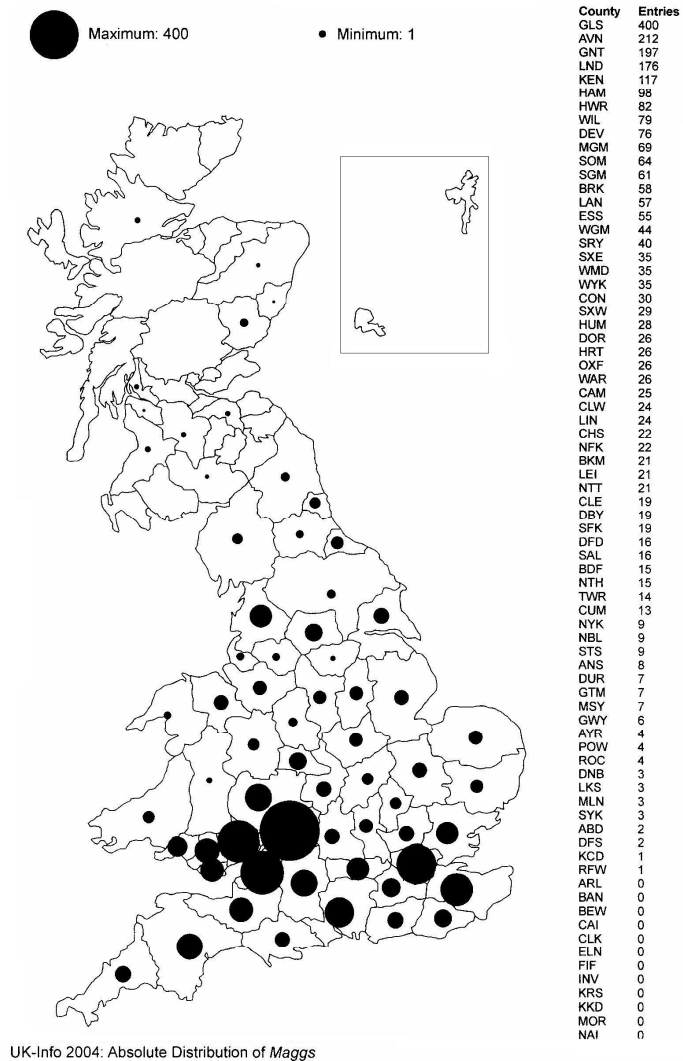 Maximum: 400
Minimum: 1
County Entries
GLS 400
AVN 212
GNT 197
LND 176
KEN 117
HAM 98
HWR 82
WIL 79
DEV 76
MGM 69
SOM 64
SGM 61
BRK 58
LAN 57
ESS 55
WGM 44
SRY 40
SXE 35
WMD 35
WYK 35
CON 30
SXW 29
HUM 28
DOR 26
HRT 26
OXF 26
WAR 26
CAM 25
CLW 24
LIN 24
CHS 22
NFK 22
BKM 21
LEI 21
NTT 21
CLE 19
DBY 19
SFK 19
DFD 16
SAL 16
BDF 15
NTH 15
TWR 14
CUM 13
NYK 9
NBL 9
STS 9
ANS 8
DUR 7
GTM 7
MSY 7
GWY 6
AYR 4
POW 4
ROC 4
DNB 3
LKS 3
MLN 3
SYK 3
ABD 2
DFS 2
KCD 1
RFW 1
ARL 0
BAN 0
BEW 0
CAI 0
CLK 0
ELN 0
FIF 0
INV 0
KRS 0
KKD 0
MOR 0
NAI 0
UK-Info 2004: Absolute Distribution of Maggs